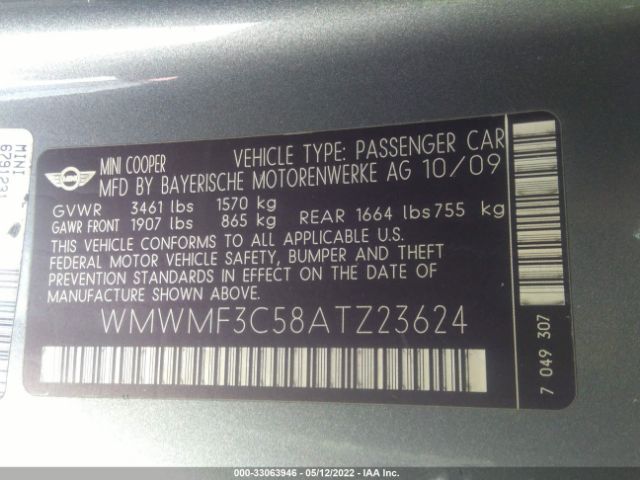 MINI COOPER VEHICLE TYPE: PASSENGER CAR
MFD BY BAYERISCHE MOTORENWERKE AG 10/09
GVWR 3461 lbs 1570 kg
GAWR FRONT 1907 lbs 865 kg REAR 1664 lbs 755 kg
THIS VEHICLE CONFORMS TO ALL APPLICABLE U.S.
FEDERAL MOTOR VEHICLE SAFETY, BUMPER AND THEFT
PREVENTION STANDARDS IN EFFECT ON THE DATE OF
MANUFACTURE SHOWN ABOVE.
WMWMF3C58ATZ23624
7 049 307
MINI
000-33063946 - 05/12/2022 - IAA Inc.